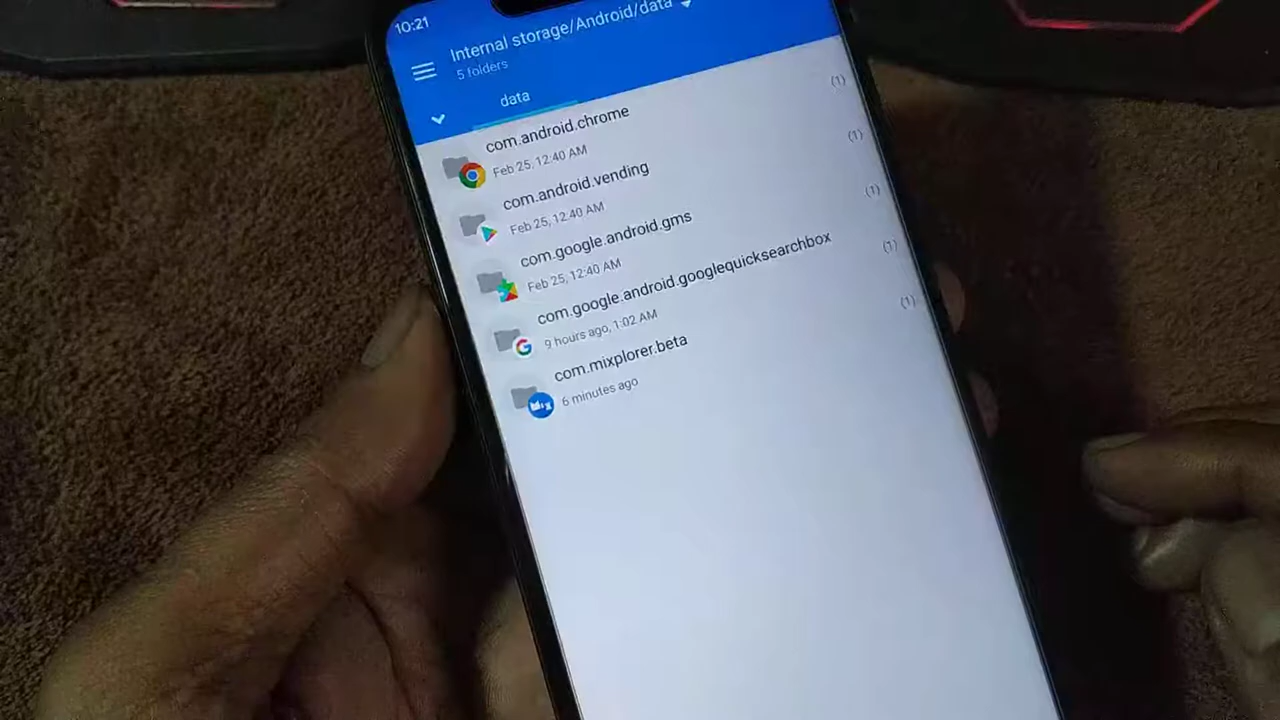 10:21
Internal storage/Android/data
5 folders
data
com.android.chrome
(1)
Feb 25, 12:40 AM
com.android.vending
(1)
Feb 25, 12:40 AM
com.google.android.gms
(1)
Feb 25, 12:40 AM
com.google.android.googlequicksearchbox
(1)
9 hours ago, 1:02 AM
com.mixplorer.beta
(1)
Mix
6 minutes ago